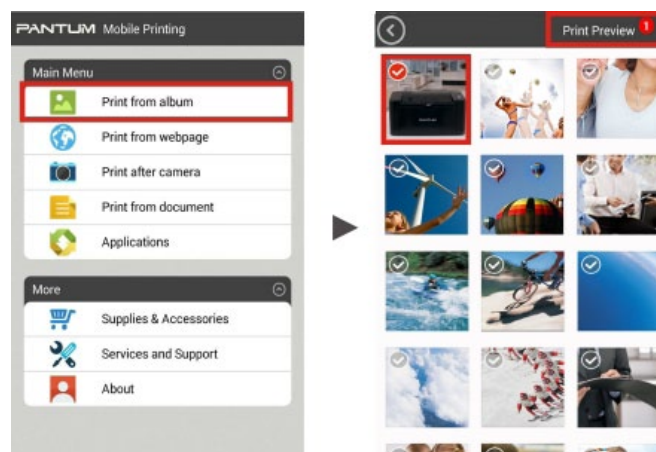 PANTUM Mobile Printing
Main Menu
Print from album
Print from webpage
Print after camera
Print from document
Applications
More
Supplies & Accessories
Services and Support
About
Print Preview 1
PANTUM